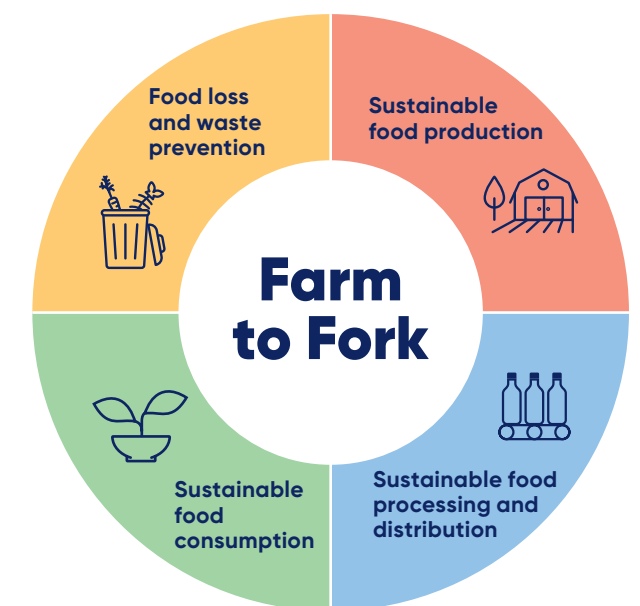 Food loss
and waste
prevention
Sustainable
food production
Farm
to Fork
Sustainable
food
consumption
Sustainable food
processing and
distribution